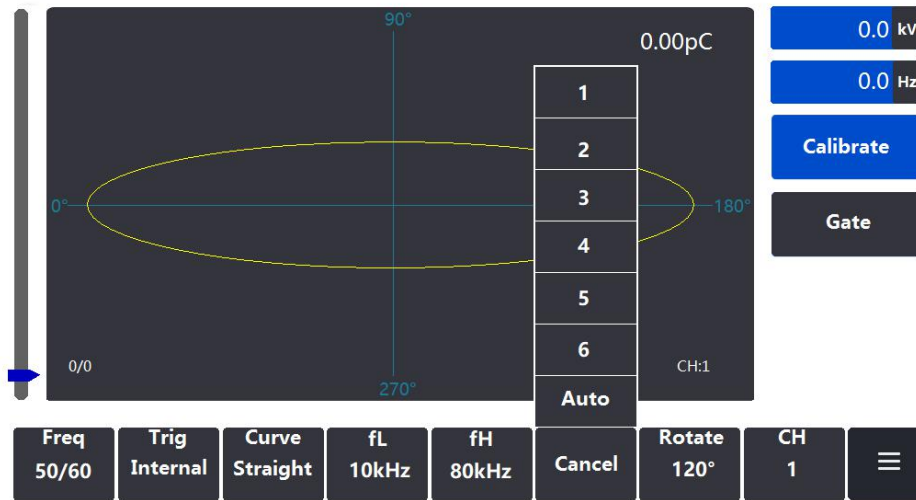 90°
0.00pC
0.0 kV
0.0 Hz
1
2
3
4
5
6
Auto
Calibrate
Gate
0°
180°
0/0
CH:1
270°
Freq
50/60
Trig
Internal
Curve
Straight
fL
10kHz
fH
80kHz
Cancel
Rotate
120°
CH
1